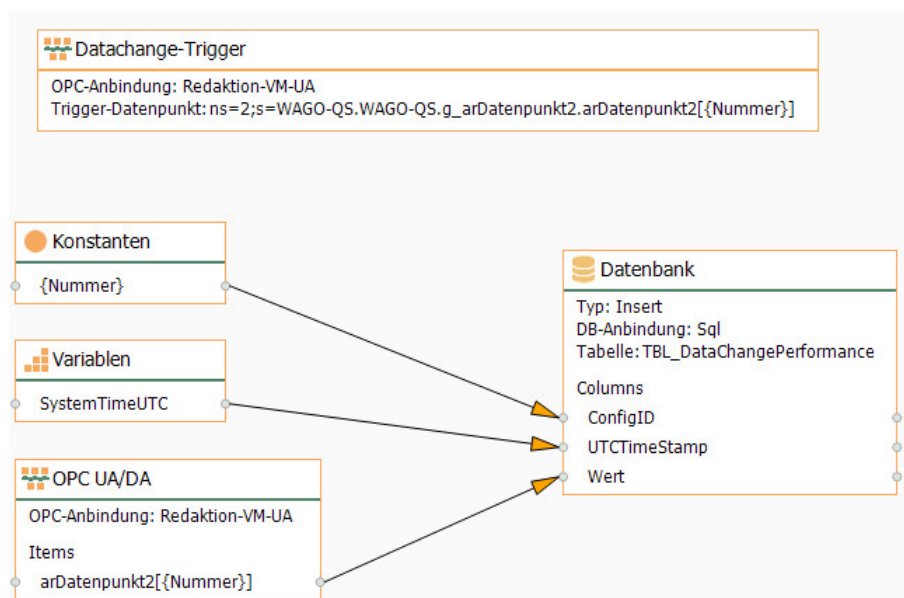 Datachange-Trigger
OPC-Anbindung: Redaktion-VM-UA
Trigger-Datenpunkt: ns=2;s=WAGO-QS.WAGO-QS.g_arDatenpunkt2.arDatenpunkt2[{Nummer}]
Konstanten
{Nummer}
Variablen
SystemTimeUTC
OPC UA/DA
OPC-Anbindung: Redaktion-VM-UA
Items
arDatenpunkt2[{Nummer}]
Datenbank
Typ: Insert
DB-Anbindung: Sql
Tabelle: TBL_DataChangePerformance
Columns
ConfigID
UTCTimeStamp
Wert